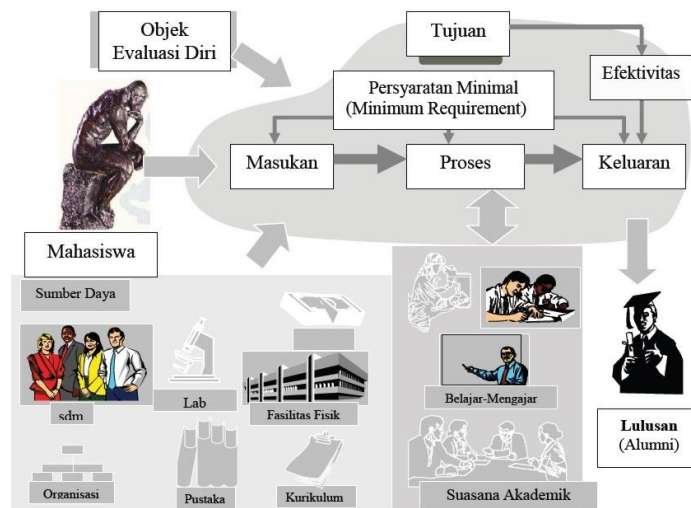 Objek
Evaluasi Diri
Tujuan
Efektivitas
Persyaratan Minimal
(Minimum Requirement)
Masukan
Proses
Keluaran
Mahasiswa
Sumber Daya
sdm
Lab
Fasilitas Fisik
Belajar-Mengajar
Lulusan
(Alumni)
Organisasi
Pustaka
Kurikulum
Suasana Akademik